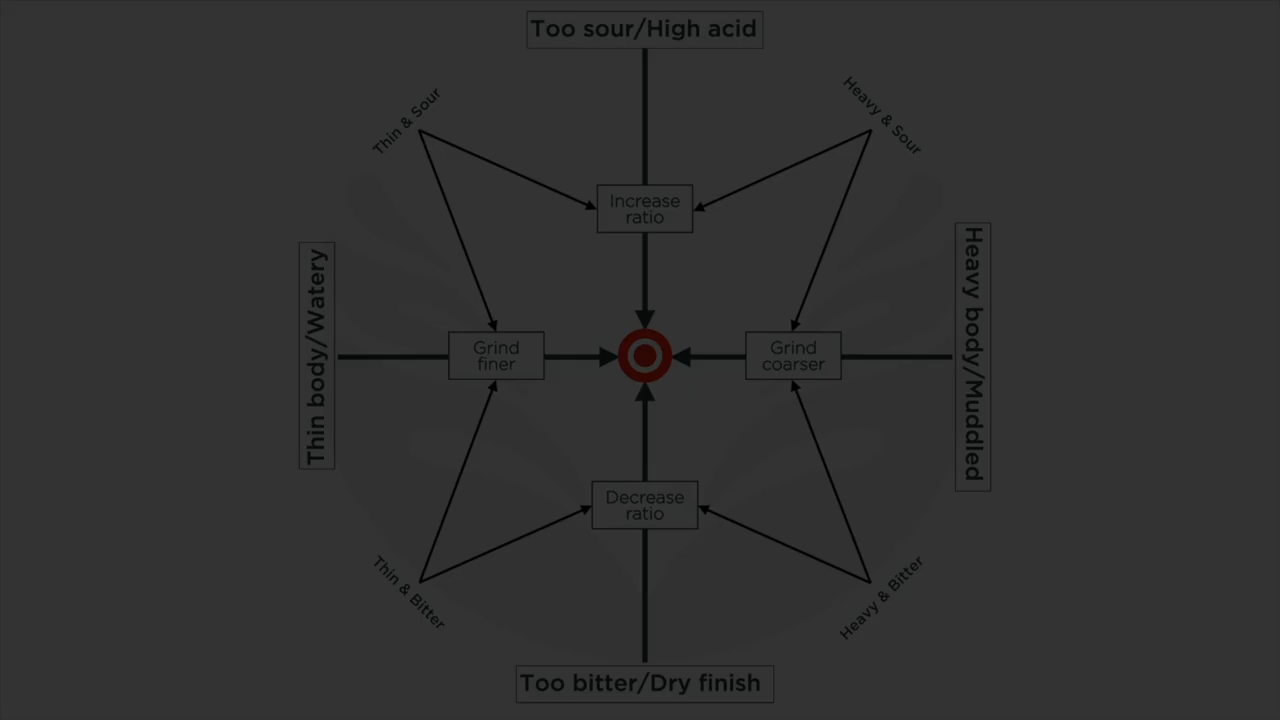 Too sour/High acid
Thin & Sour
Heavy & Sour
Increase
ratio
Thin body/Watery
Grind
finer
Grind
coarser
Heavy body/Muddled
Decrease
ratio
Thin & Bitter
Heavy & Bitter
Too bitter/Dry finish